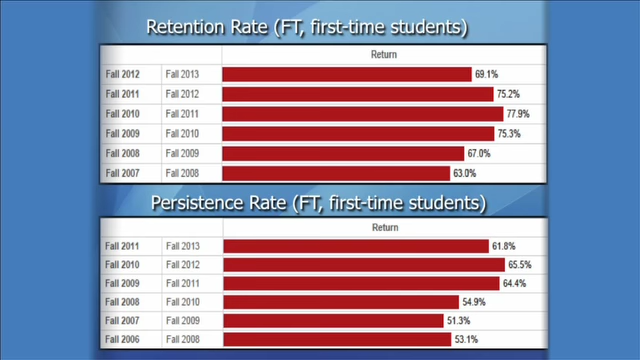 Retention Rate (FT, first-time students)
Return
Fall 2012 Fall 2013 69.1%
Fall 2011 Fall 2012 75.2%
Fall 2010 Fall 2011 77.9%
Fall 2009 Fall 2010 75.3%
Fall 2008 Fall 2009 67.0%
Fall 2007 Fall 2008 63.0%
Persistence Rate (FT, first-time students)
Return
Fall 2011 Fall 2013 61.8%
Fall 2010 Fall 2012 65.5%
Fall 2009 Fall 2011 64.4%
Fall 2008 Fall 2010 54.9%
Fall 2007 Fall 2009 51.3%
Fall 2006 Fall 2008 53.1%